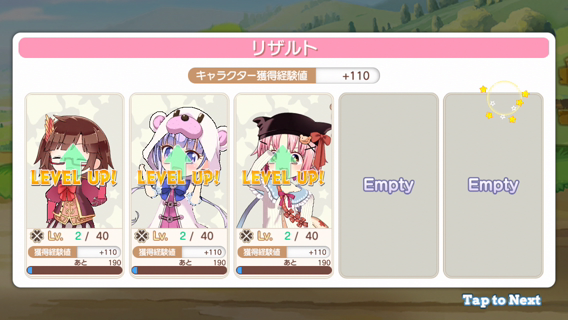 リザルト
キャラクター獲得経験値 +110
LEVEL UP! LEVEL UP! LEVEL UP! Empty Empty
Lv. 2 / 40 Lv. 2 / 40 Lv. 2 / 40
獲得経験値 +110 獲得経験値 +110 獲得経験値 +110
あと 190 あと 190 あと 190
Tap to Next